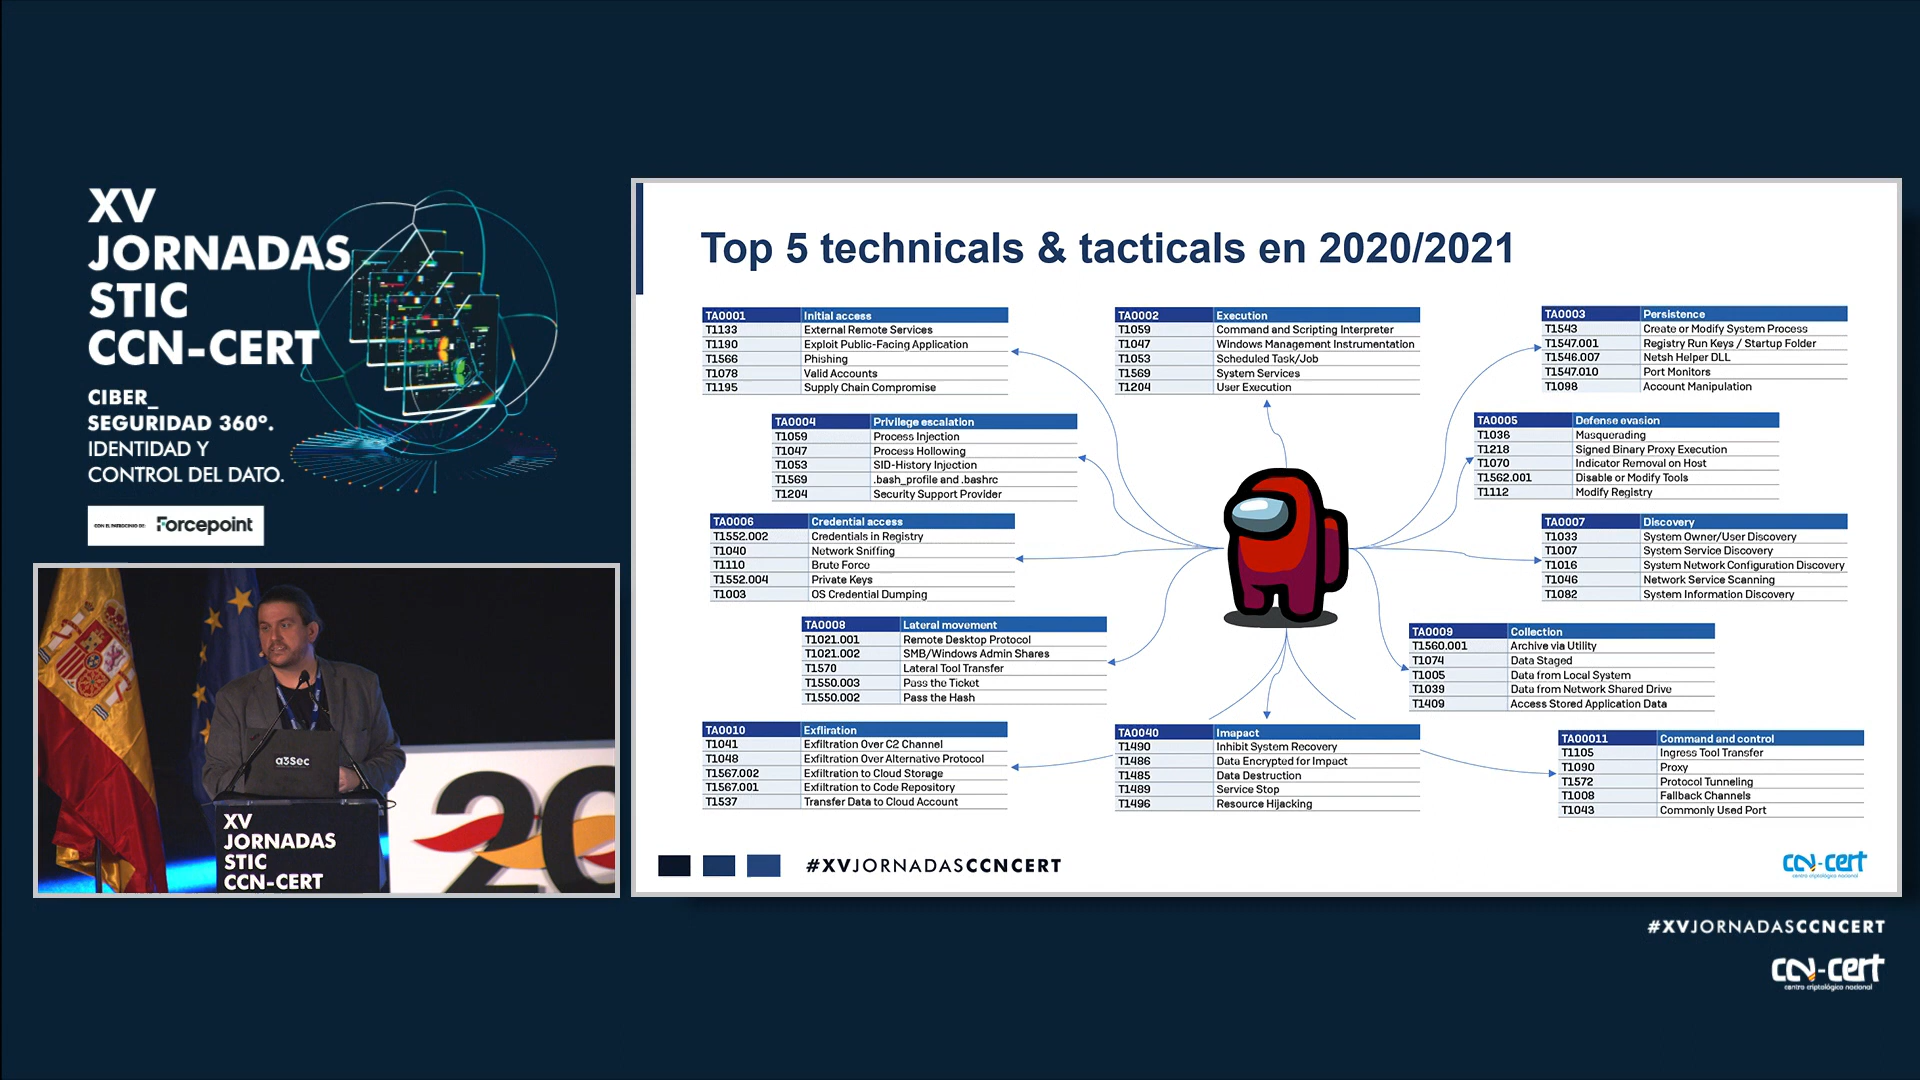 XV
JORNADAS
STIC
CCN-CERT
CIBER_
SEGURIDAD 360º.
IDENTIDAD Y
CONTROL DEL DATO.
CON EL PATROCINIO DE: Forcepoint
a3Sec
XV
JORNADAS
STIC
CCN-CERT
20
Top 5 technicals & tacticals en 2020/2021
TA0001 Initial access
T1133 External Remote Services
T1190 Exploit Public-Facing Application
T1566 Phishing
T1078 Valid Accounts
T1195 Supply Chain Compromise
TA0002 Execution
T1059 Command and Scripting Interpreter
T1047 Windows Management Instrumentation
T1053 Scheduled Task/Job
T1569 System Services
T1204 User Execution
TA0003 Persistence
T1543 Create or Modify System Process
T1547.001 Registry Run Keys / Startup Folder
T1546.007 Netsh Helper DLL
T1547.010 Port Monitors
T1098 Account Manipulation
TA0004 Privilege escalation
T1059 Process Injection
T1047 Process Hollowing
T1053 SID-History Injection
T1569 .bash_profile and .bashrc
T1204 Security Support Provider
TA0005 Defense evasion
T1036 Masquerading
T1218 Signed Binary Proxy Execution
T1070 Indicator Removal on Host
T1562.001 Disable or Modify Tools
T1112 Modify Registry
TA0006 Credential access
T1552.002 Credentials in Registry
T1040 Network Sniffing
T1110 Brute Force
T1552.004 Private Keys
T1003 OS Credential Dumping
TA0007 Discovery
T1033 System Owner/User Discovery
T1007 System Service Discovery
T1016 System Network Configuration Discovery
T1046 Network Service Scanning
T1082 System Information Discovery
TA0008 Lateral movement
T1021.001 Remote Desktop Protocol
T1021.002 SMB/Windows Admin Shares
T1570 Lateral Tool Transfer
T1550.003 Pass the Ticket
T1550.002 Pass the Hash
TA0009 Collection
T1560.001 Archive via Utility
T1074 Data Staged
T1005 Data from Local System
T1039 Data from Network Shared Drive
T1409 Access Stored Application Data
TA0010 Exfliration
T1041 Exfiltration Over C2 Channel
T1048 Exfiltration Over Alternative Protocol
T1567.002 Exfiltration to Cloud Storage
T1567.001 Exfiltration to Code Repository
T1537 Transfer Data to Cloud Account
TA0040 Imapact
T1490 Inhibit System Recovery
T1486 Data Encrypted for Impact
T1485 Data Destruction
T1489 Service Stop
T1496 Resource Hijacking
TA00011 Command and control
T1105 Ingress Tool Transfer
T1090 Proxy
T1572 Protocol Tunneling
T1008 Fallback Channels
T1043 Commonly Used Port
#XVJORNADASCCNCERT
ccn-cert
centro criptológico nacional
#XVJORNADASCCNCERT
ccn-cert
centro criptológico nacional